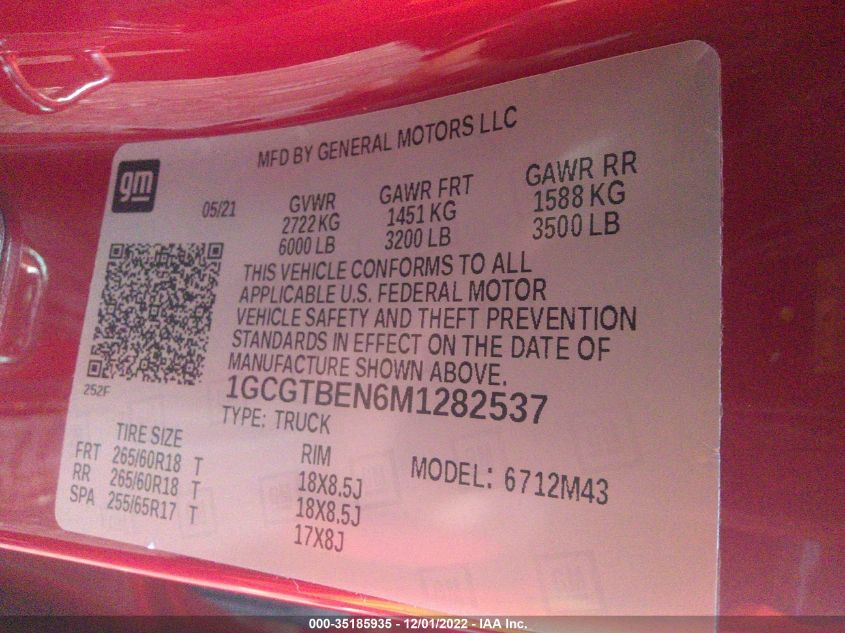 MFD BY GENERAL MOTORS LLC
gm
05/21
GVWR GAWR FRT GAWR RR
2722 KG 1451 KG 1588 KG
6000 LB 3200 LB 3500 LB
THIS VEHICLE CONFORMS TO ALL
APPLICABLE U.S. FEDERAL MOTOR
VEHICLE SAFETY AND THEFT PREVENTION
STANDARDS IN EFFECT ON THE DATE OF
MANUFACTURE SHOWN ABOVE.
252F
1GCGTBEN6M1282537
TYPE: TRUCK
TIRE SIZE RIM MODEL: 6712M43
FRT 265/60R18 T 18X8.5J
RR 265/60R18 T 18X8.5J
SPA 255/65R17 T 17X8J
000-35185935 - 12/01/2022 - IAA Inc.